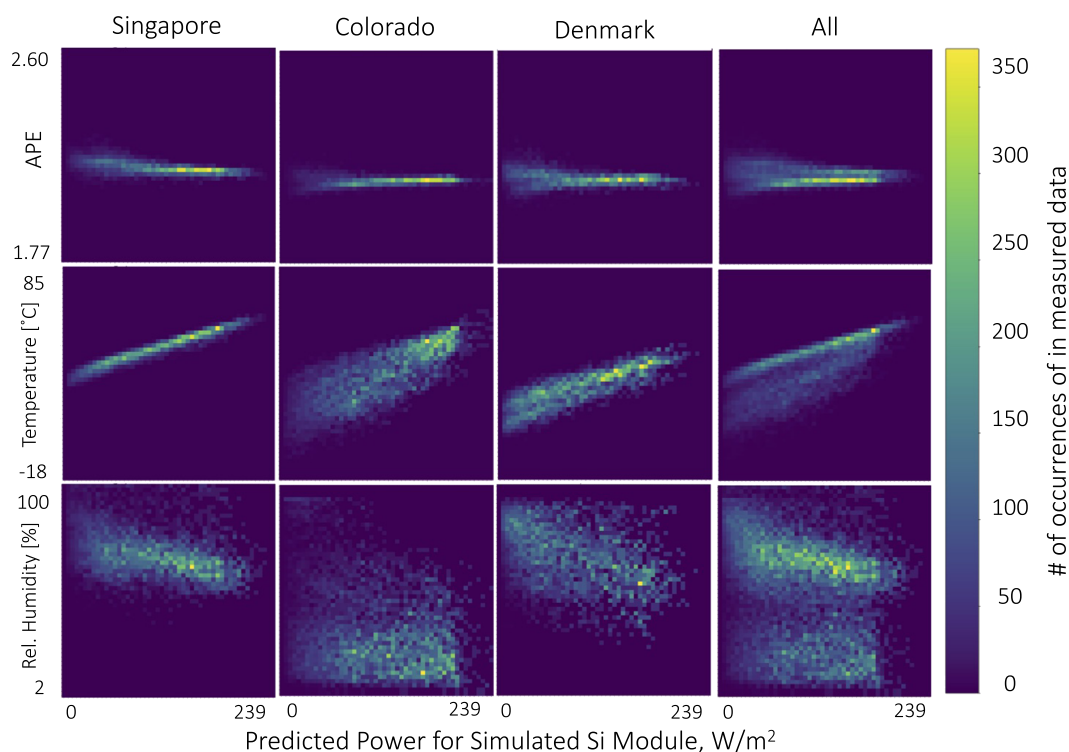 Singapore Colorado Denmark All
2.60
APE
1.77
85
Temperature [˚C]
-18
100
Rel. Humidity [%]
2
0 239 0 239 0 239 0 239
Predicted Power for Simulated Si Module, W/m²
350
300
250
200
150
100
50
0
# of occurrences of in measured data